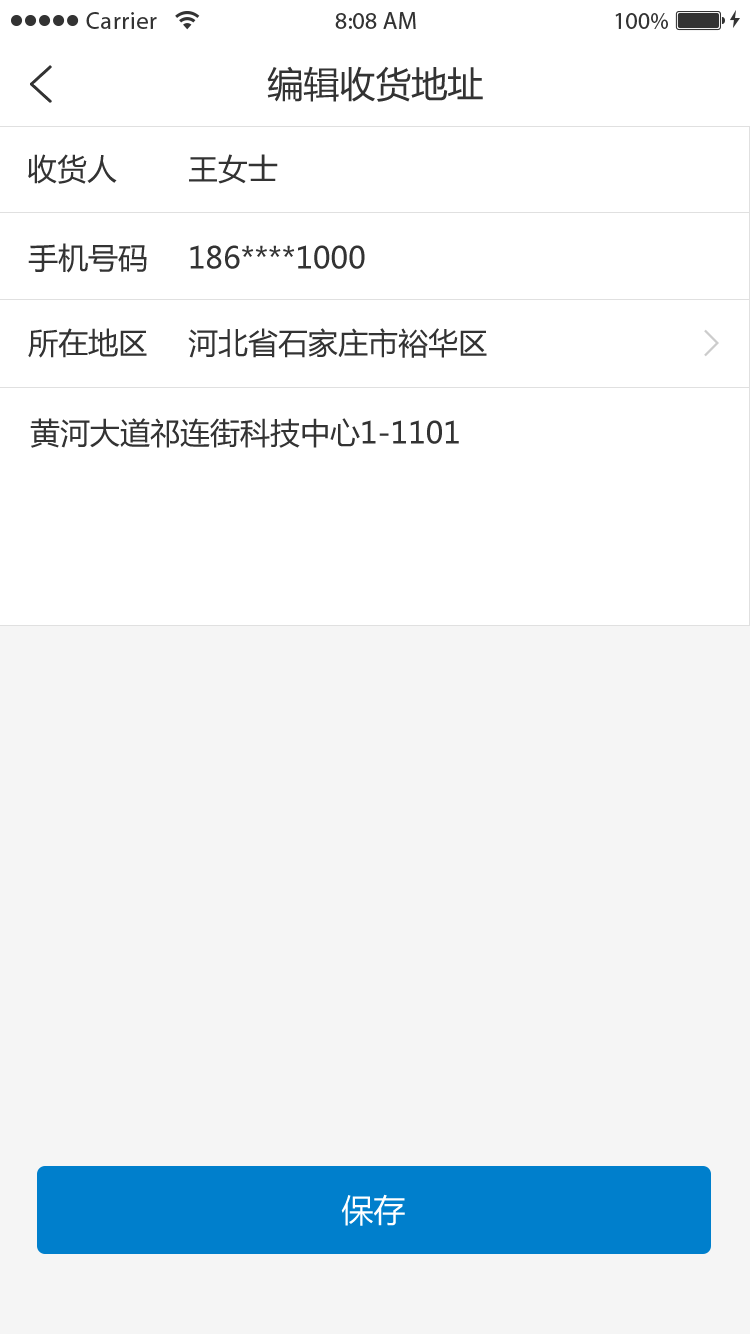 Carrier 8:08 AM 100%
编辑收货地址
收货人 王女士
手机号码 186****1000
所在地区 河北省石家庄市裕华区
黄河大道祁连街科技中心1-1101
保存